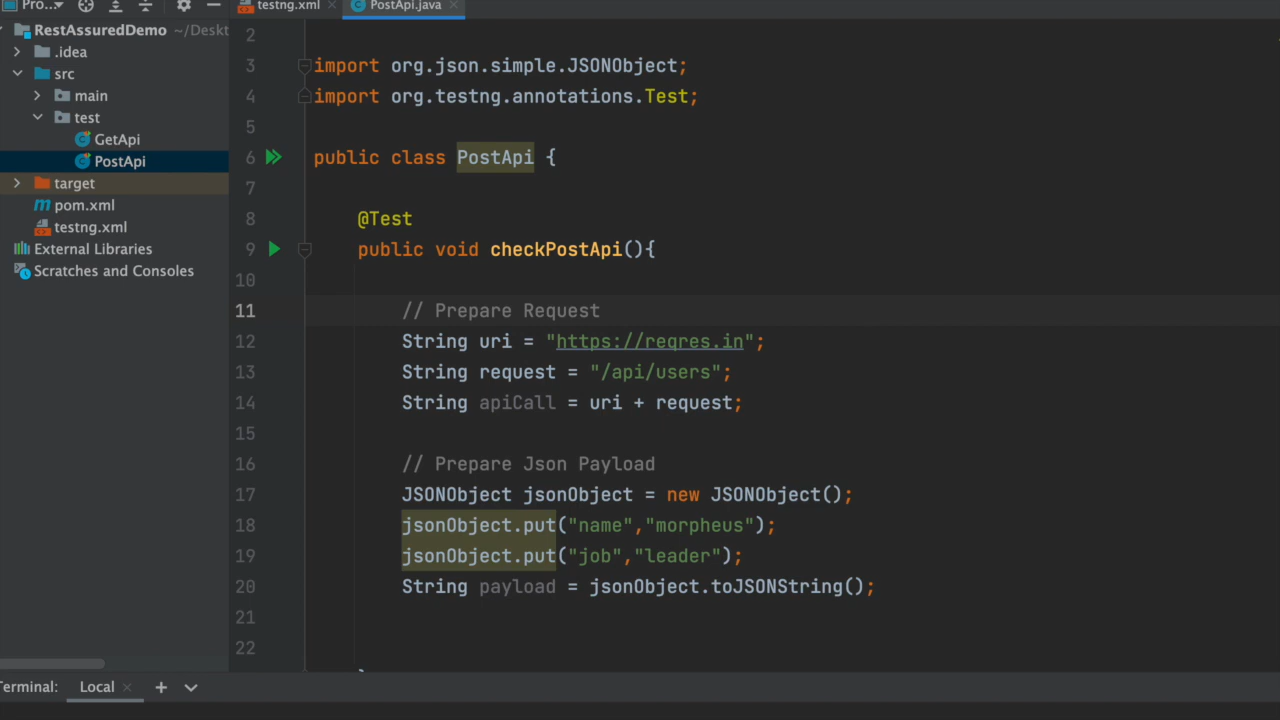 Pro...
testng.xml
PostApi.java
RestAssuredDemo ~/Deskt
.idea
src
main
test
GetApi
PostApi
target
pom.xml
testng.xml
External Libraries
Scratches and Consoles
2
3 import org.json.simple.JSONObject;
4 import org.testng.annotations.Test;
5
6 public class PostApi {
7
8 @Test
9 public void checkPostApi(){
10
11 // Prepare Request
12 String uri = "https://reqres.in";
13 String request = "/api/users";
14 String apiCall = uri + request;
15
16 // Prepare Json Payload
17 JSONObject jsonObject = new JSONObject();
18 jsonObject.put("name","morpheus");
19 jsonObject.put("job","leader");
20 String payload = jsonObject.toJSONString();
21
22
Terminal: Local